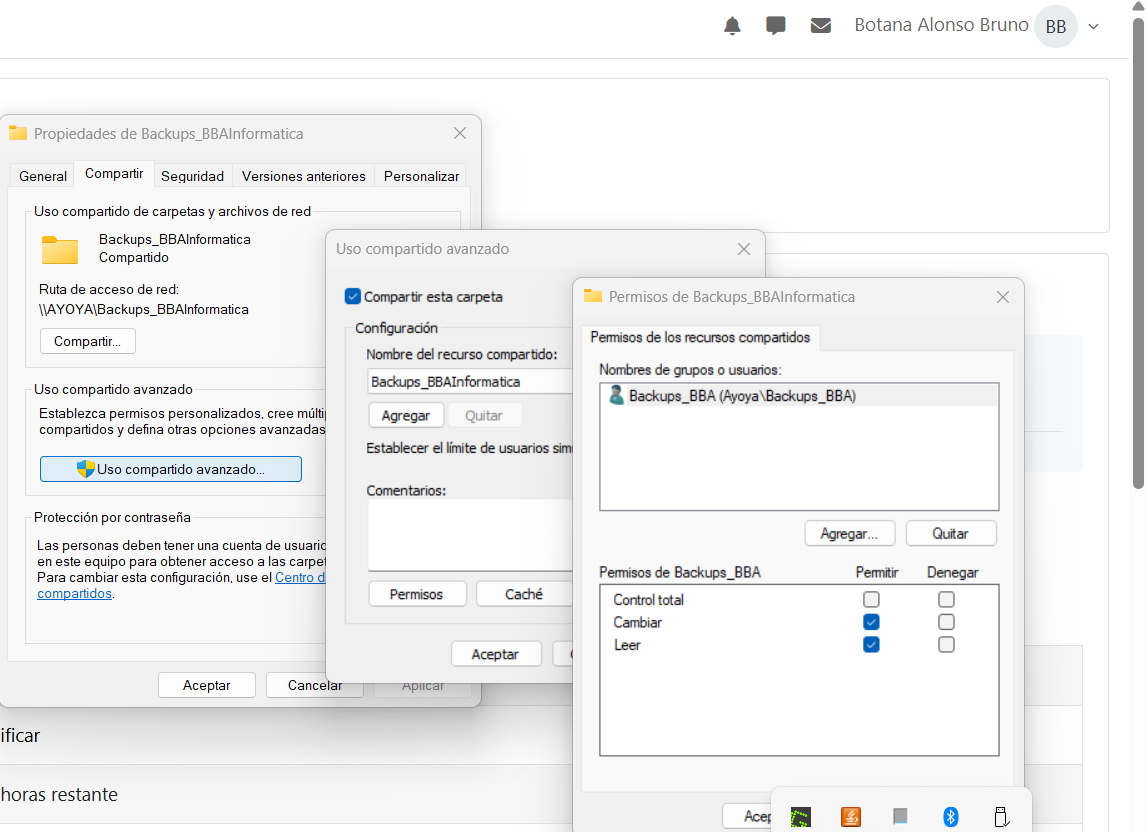 Botana Alonso Bruno
BB
Propiedades de Backups_BBAInformatica
General
Compartir
Seguridad
Versiones anteriores
Personalizar
Uso compartido de carpetas y archivos de red
Backups_BBAInformatica
Compartido
Ruta de acceso de red:
\\AYOYA\Backups_BBAInformatica
Compartir...
Uso compartido avanzado
Establezca permisos personalizados, cree
compartidos y defina otras opciones avanzadas
Uso compartido avanzado...
Protección por contraseña
Las personas deben tener una cuenta de usuario
en este equipo para obtener acceso a las
Para cambiar esta configuración, use el Centro
compartidos.
Aceptar
Cancelar
Aplicar
Uso compartido avanzado
Compartir esta carpeta
Configuración
Nombre del recurso compartido:
Backups_BBAInformatica
Agregar
Quitar
Establecer el límite de usuarios
Comentarios:
Permisos
Caché
Aceptar
Permisos de Backups_BBAInformatica
Permisos de los recursos compartidos
Nombres de grupos o usuarios:
Backups_BBA (Ayoya\Backups_BBA)
Agregar...
Quitar
Permisos de Backups_BBA
Permitir
Denegar
Control total
Cambiar
Leer
ificar
horas restante